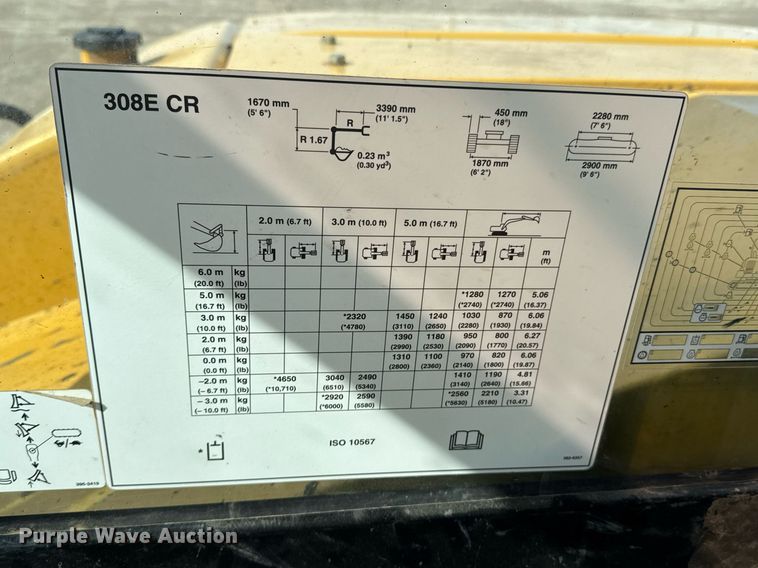 308E CR
1670 mm
(5' 6")
3390 mm
(11' 1.5")
R
R 1.67
0.23 m³
(0.30 yd³)
450 mm
(18")
1870 mm
(6' 2")
2280 mm
(7' 6")
2900 mm
(9' 6")
2.0 m (6.7 ft) 3.0 m (10.0 ft) 5.0 m (16.7 ft)
m
(ft)
6.0 m kg
(20.0 ft) (lb)
5.0 m kg *1280 1270 5.06
(16.7 ft) (lb) (*2740) (*2740) (16.37)
3.0 m kg *2320 1450 1240 1030 870 6.06
(10.0 ft) (lb) (*4780) (3110) (2650) (2280) (1930) (19.84)
2.0 m kg 1390 1180 950 800 6.27
(6.7 ft) (lb) (2990) (2530) (2090) (1770) (20.57)
0.0 m kg 1310 1100 970 820 6.06
(0.0 ft) (lb) (2800) (2360) (2140) (1800) (19.87)
–2.0 m kg *4650 3040 2490 1410 1190 4.81
(– 6.7 ft) (lb) (*10,710) (6510) (5340) (3140) (2640) (15.66)
– 3.0 m kg *2920 2590 *2560 2210 3.31
(– 10.0 ft) (lb) (*6000) (5580) (*5630) (5180) (10.47)
*
ISO 10567
395-3419
Purple Wave Auction